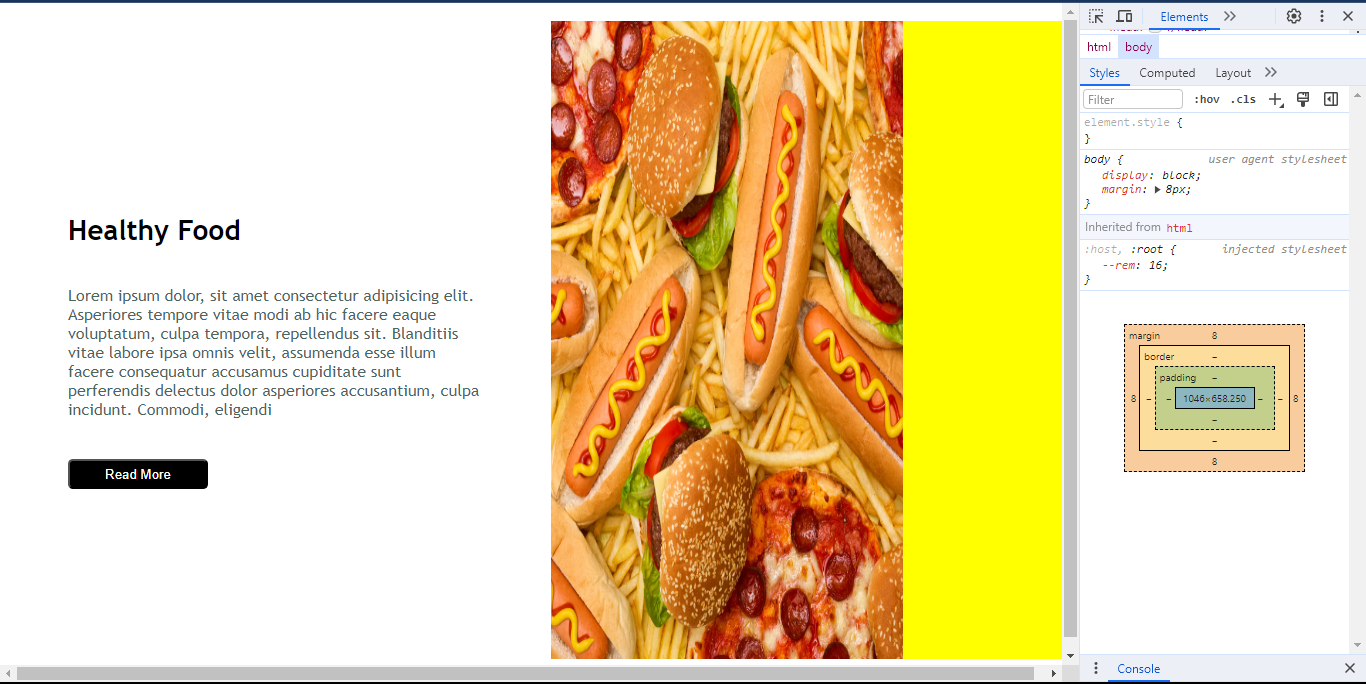 Healthy Food
Lorem ipsum dolor, sit amet consectetur adipisicing elit.
Asperiores tempore vitae modi ab hic facere eaque
voluptatum, culpa tempora, repellendus sit. Blanditiis
vitae labore ipsa omnis velit, assumenda esse illum
facere consequatur accusamus cupiditate sunt
perferendis delectus dolor asperiores accusantium, culpa
incidunt. Commodi, eligendi
Read More
Elements
html body
Styles Computed Layout
Filter :hov .cls
element.style {
}
body { user agent stylesheet
display: block;
margin: 8px;
}
Inherited from html
:host, :root { injected stylesheet
--rem: 16;
}
margin 8
border –
padding –
8 – – 1046×658.250 – – 8
–
–
8
Console